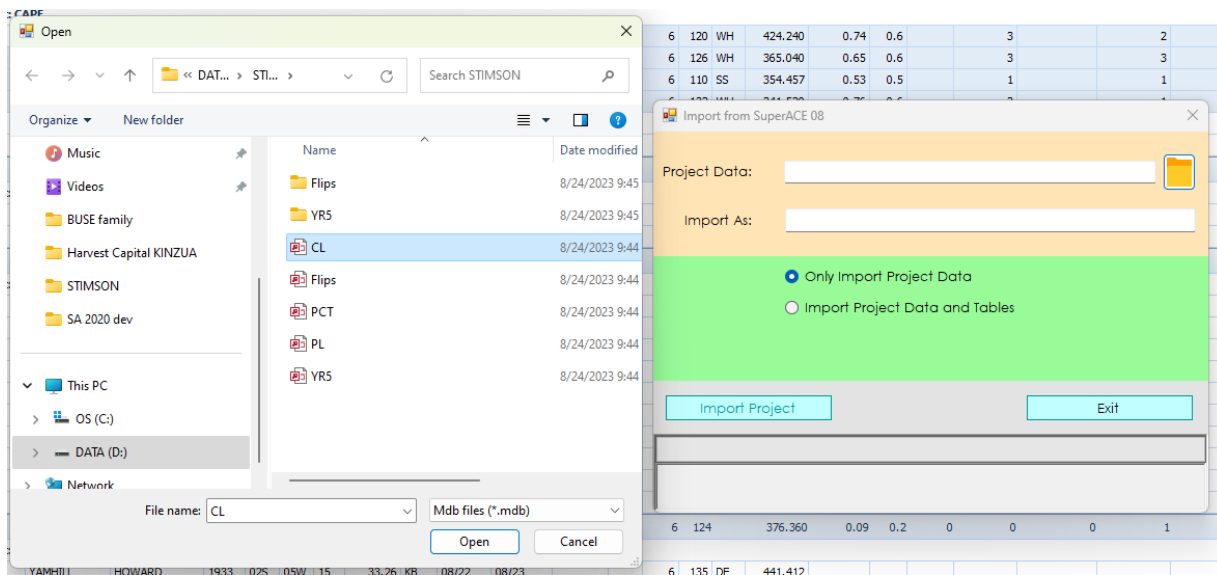 CAPE
Open
« DAT... › STI... ›
Search STIMSON
Organize
New folder
Music
Videos
BUSE family
Harvest Capital KINZUA
STIMSON
SA 2020 dev
This PC
OS (C:)
DATA (D:)
Network
Name
Date modified
Flips
8/24/2023 9:45
YR5
8/24/2023 9:45
CL
8/24/2023 9:44
Flips
8/24/2023 9:44
PCT
8/24/2023 9:44
PL
8/24/2023 9:44
YR5
8/24/2023 9:44
File name: CL
Mdb files (*.mdb)
Open
Cancel
6 120 WH 424.240 0.74 0.6 3 2
6 126 WH 365.040 0.65 0.6 3 3
6 110 SS 354.457 0.53 0.5 1 1
Import from SuperACE 08
Project Data:
Import As:
Only Import Project Data
Import Project Data and Tables
Import Project
Exit
6 124 376.360 0.09 0.2 0 0 0 1
YAMHILL HOWARD 1933 02S 05W 15 33.26 KB 08/22 08/23
6 135 DF 441.412